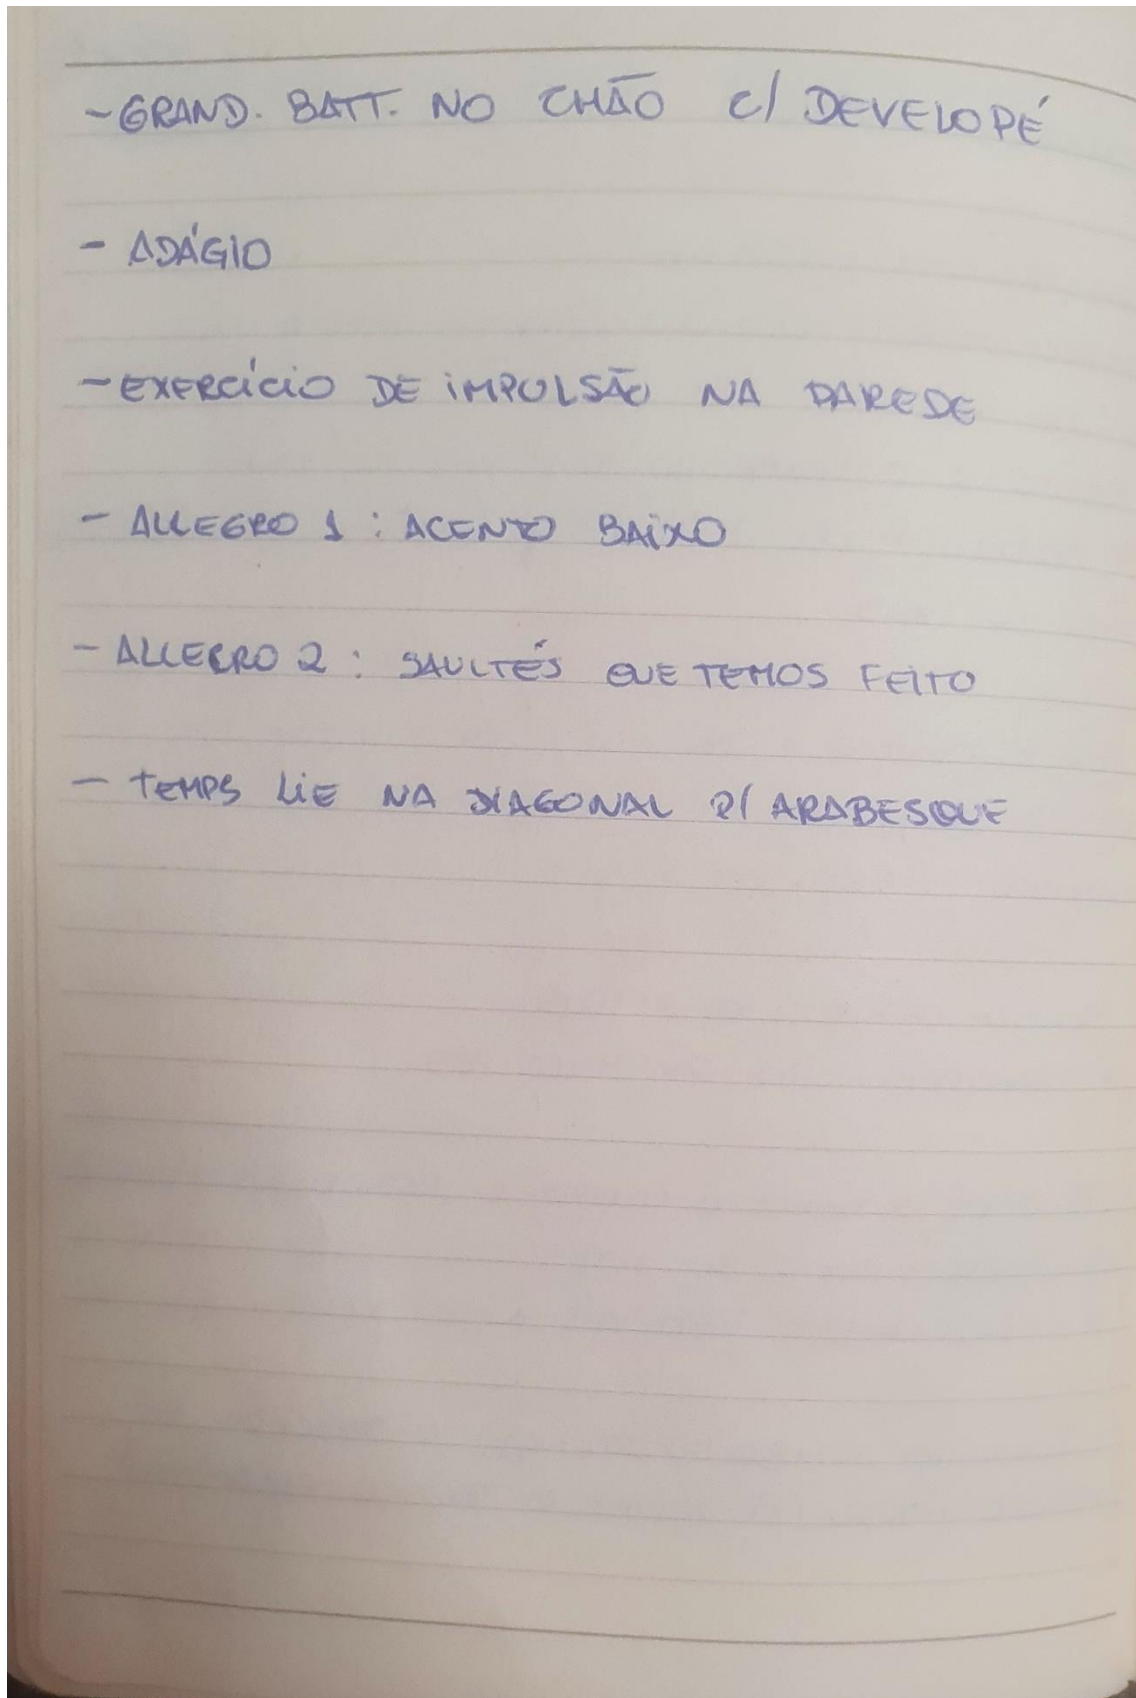 - GRAND. BATT. NO CHÃO C/ DEVELOPÉ
- ADÁGIO
- EXERCÍCIO DE IMPULSÃO NA PAREDE
- ALLEGRO 1 : ACENTO BAIXO
- ALLEGRO 2 : SAULTÉS QUE TEMOS FEITO
- TEMPS LIE NA DIAGONAL P/ ARABESQUE